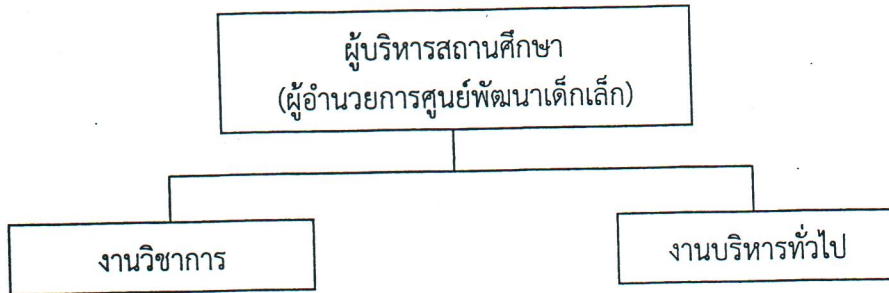 ผู้บริหารสถานศึกษา
(ผู้อำนวยการศูนย์พัฒนาเด็กเล็ก)
งานวิชาการ
งานบริหารทั่วไป